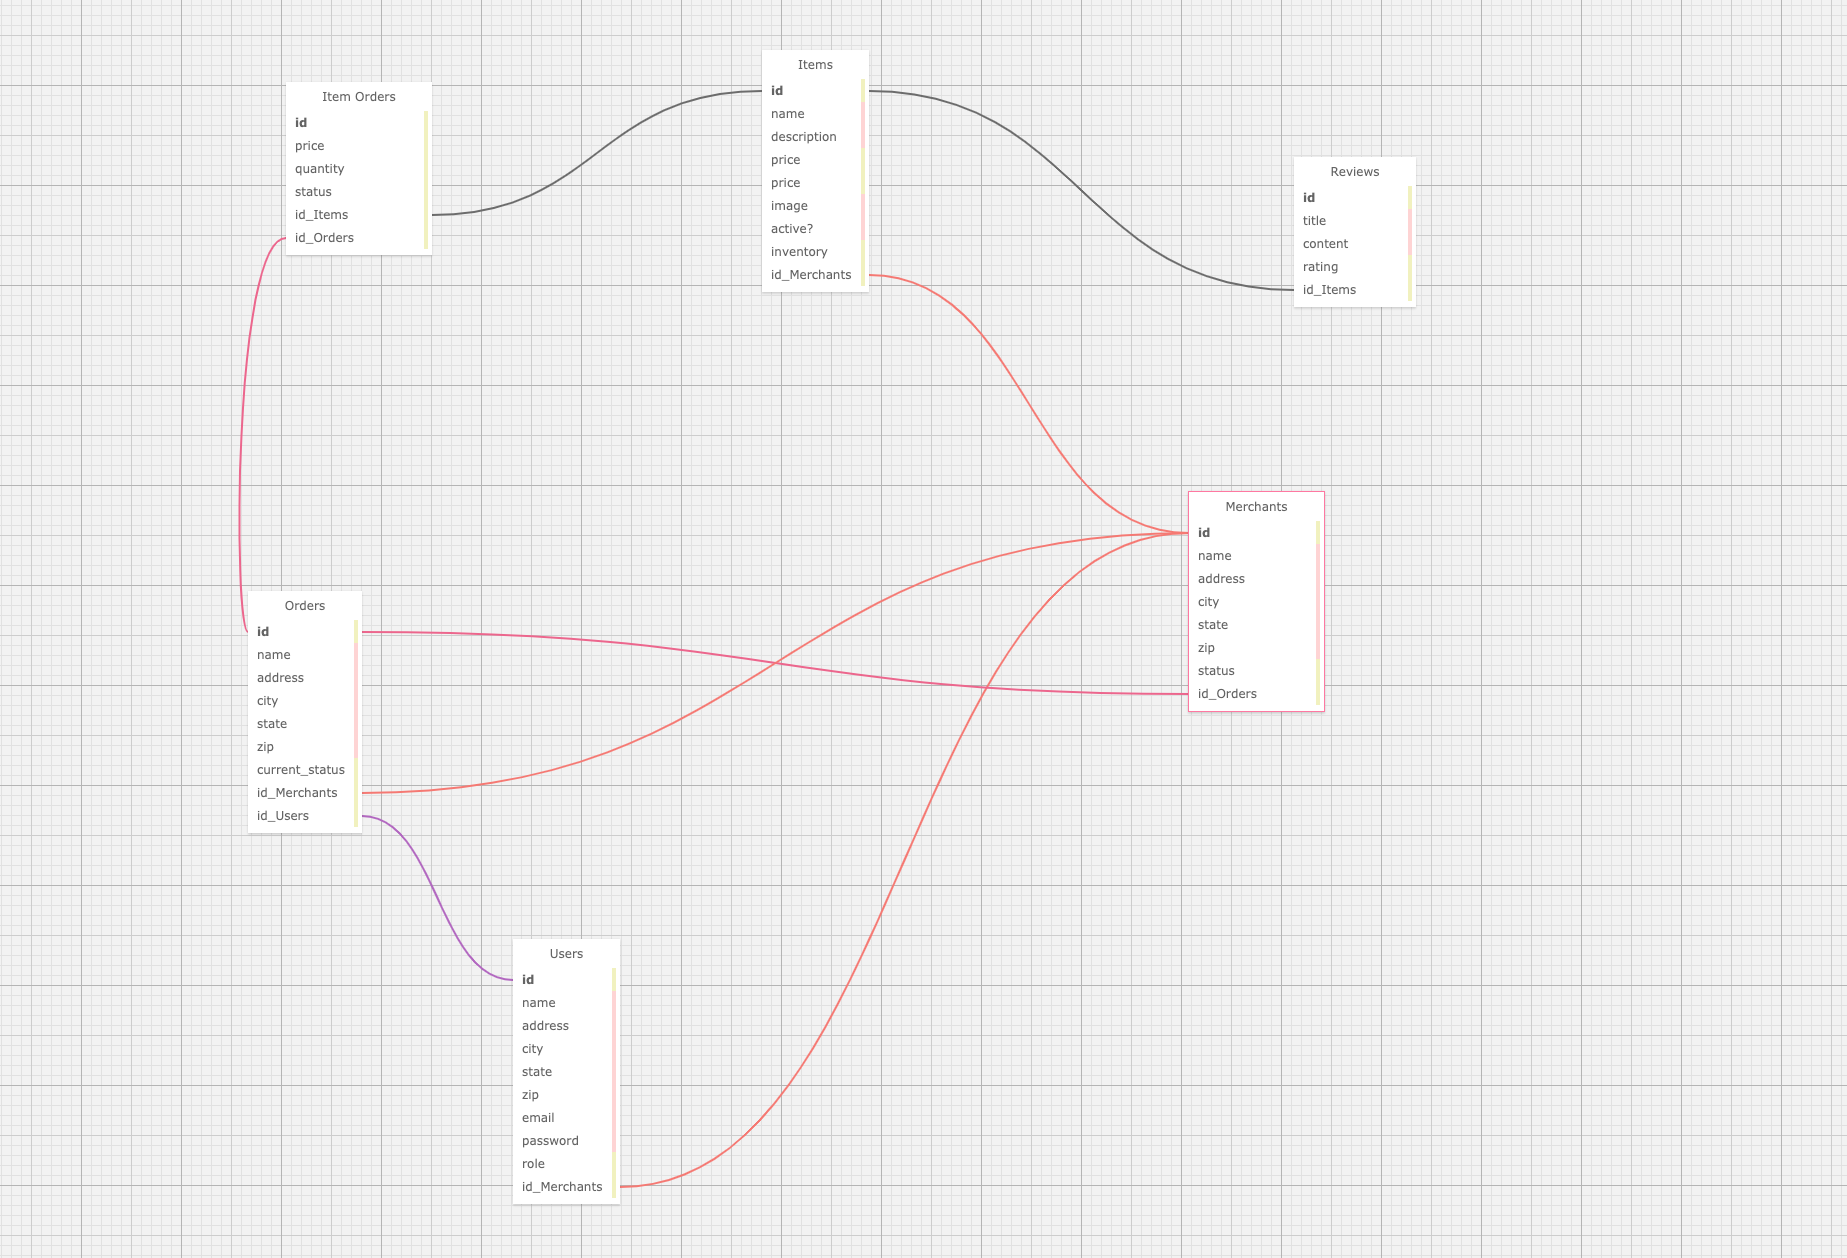 Item Orders
id
price
quantity
status
id_Items
id_Orders
Items
id
name
description
price
price
image
active?
inventory
id_Merchants
Reviews
id
title
content
rating
id_Items
Merchants
id
name
address
city
state
zip
status
id_Orders
Orders
id
name
address
city
state
zip
current_status
id_Merchants
id_Users
Users
id
name
address
city
state
zip
email
password
role
id_Merchants